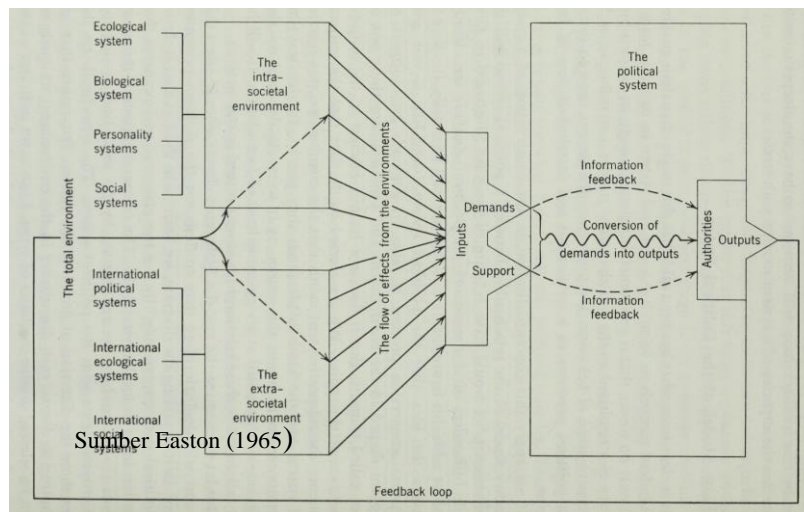 Ecological
system
Biological
system
Personality
systems
Social
systems
The
intra-
societal
environment
The total environment
International
political
systems
International
ecological
systems
International
social
systems
The
extra-
societal
environment
Sumber Easton (1965)
The flow of effects from the environments
Inputs
Demands
Support
The
political
system
Information
feedback
Conversion of
demands into outputs
Information
feedback
Authorities
Outputs
Feedback loop